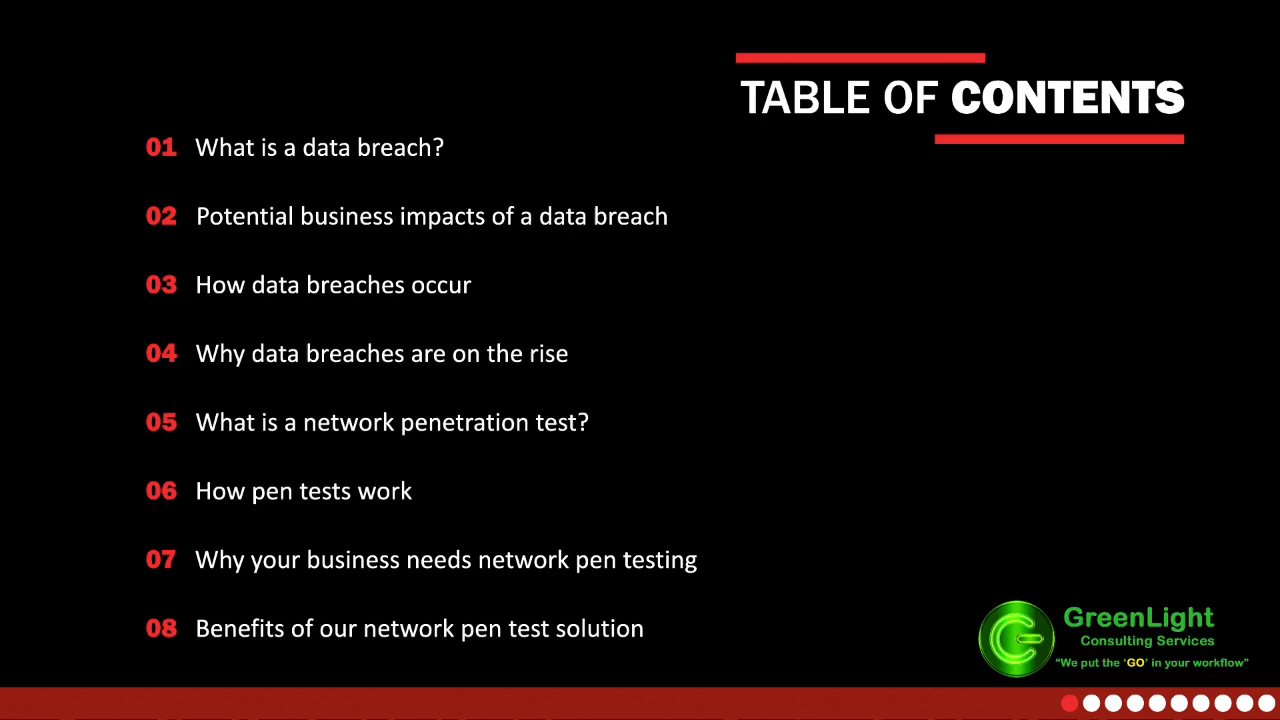 TABLE OF CONTENTS
01 What is a data breach?
02 Potential business impacts of a data breach
03 How data breaches occur
04 Why data breaches are on the rise
05 What is a network penetration test?
06 How pen tests work
07 Why your business needs network pen testing
08 Benefits of our network pen test solution
GreenLight
Consulting Services
“We put the ‘GO’ in your workflow”